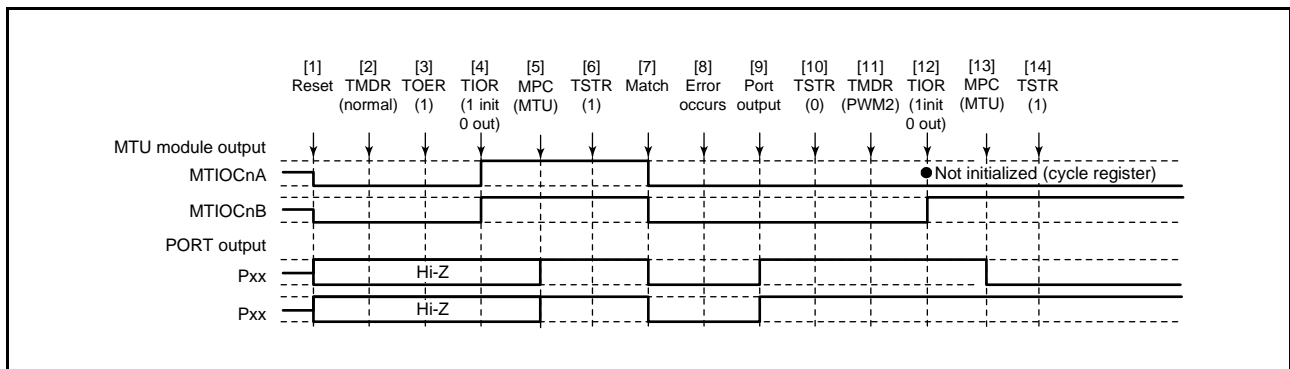 [1] [2] [3] [4] [5] [6] [7] [8] [9] [10] [11] [12] [13] [14]
Reset TMDR TOER TIOR MPC TSTR Match Error Port TSTR TMDR TIOR MPC TSTR
(normal) (1) (1 init (MTU) (1) occurs output (0) (PWM2) (1init (MTU) (1)
0 out) 0 out)
MTU module output
MTIOCnA
Not initialized (cycle register)
MTIOCnB
PORT output
Pxx Hi-Z
Pxx Hi-Z